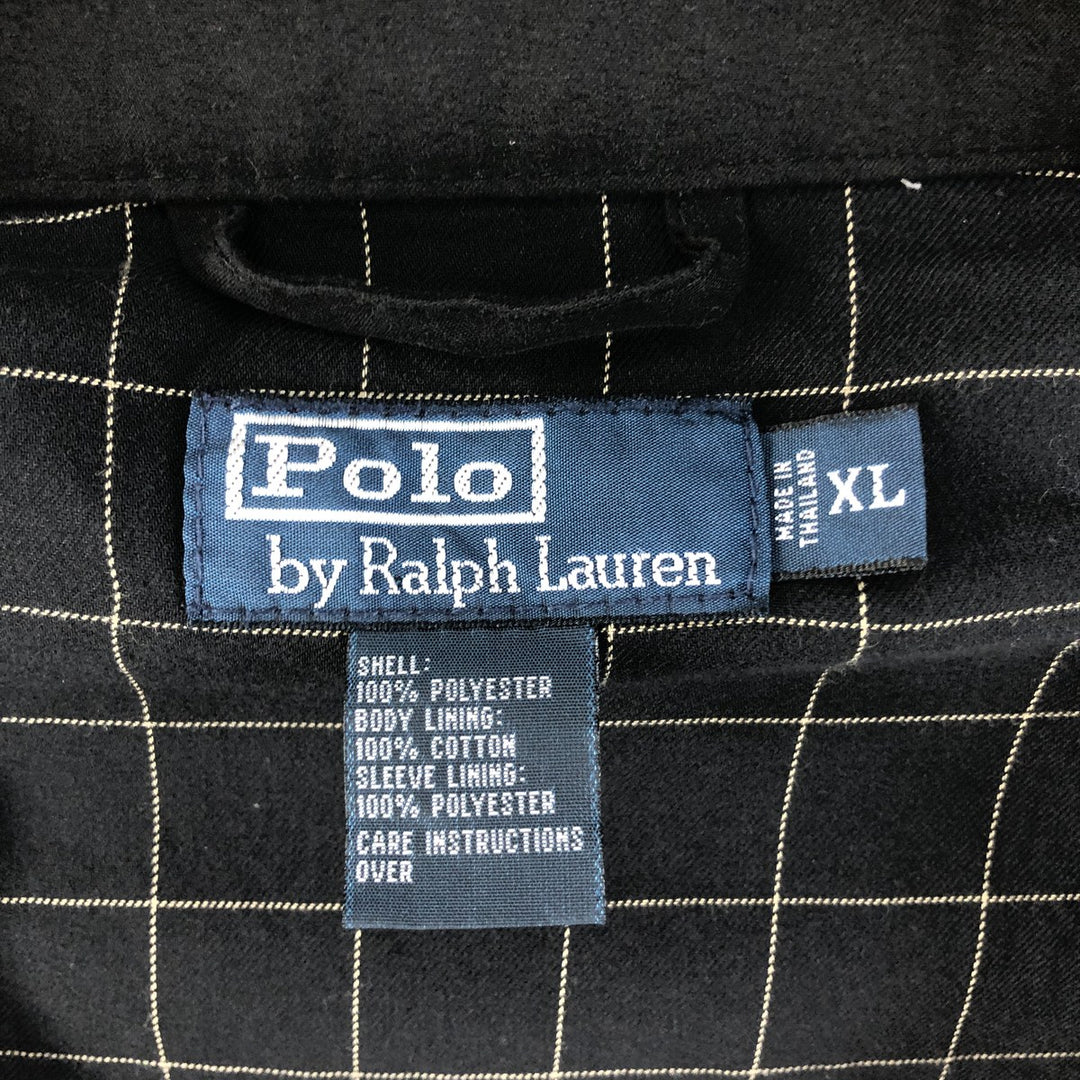 Polo
by Ralph Lauren
MADE IN
THAILAND
XL
SHELL:
100% POLYESTER
BODY LINING:
100% COTTON
SLEEVE LINING:
100% POLYESTER
CARE INSTRUCTIONS
OVER